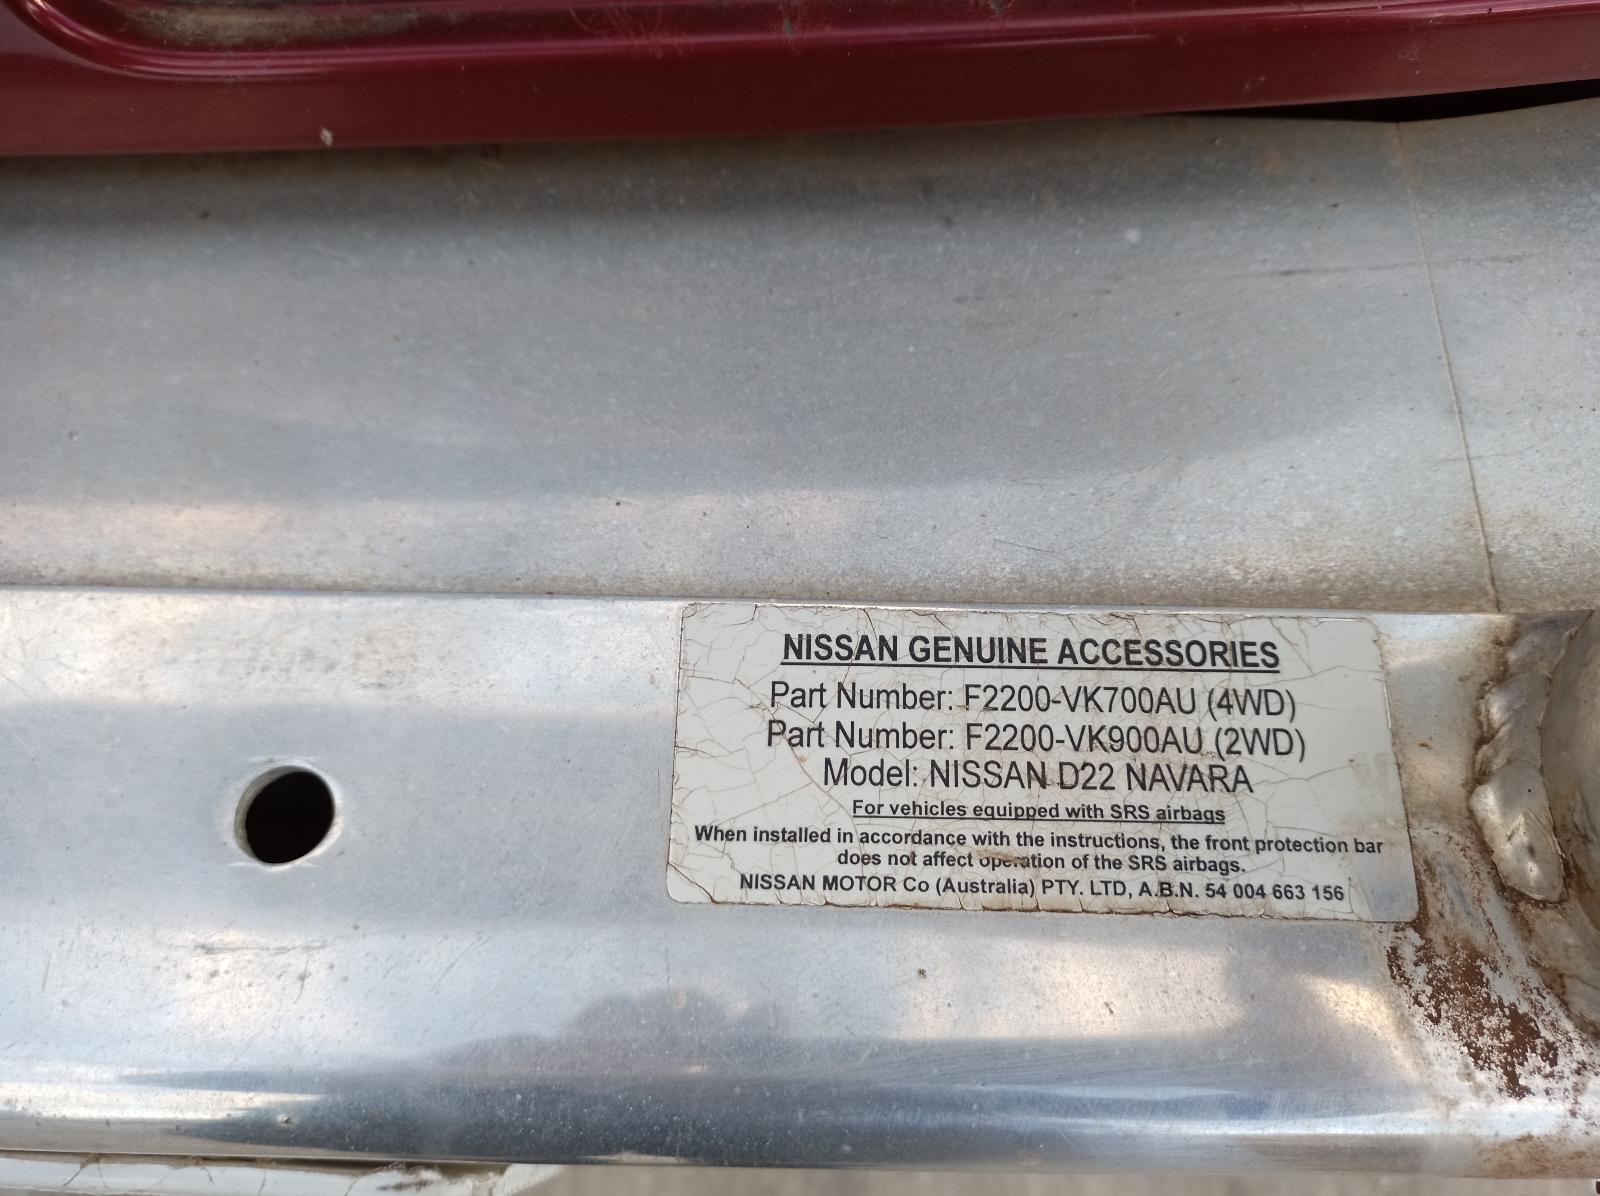 NISSAN GENUINE ACCESSORIES
Part Number: F2200-VK700AU (4WD)
Part Number: F2200-VK900AU (2WD)
Model: NISSAN D22 NAVARA
For vehicles equipped with SRS airbags
When installed in accordance with the instructions, the front protection bar
does not affect operation of the SRS airbags.
NISSAN MOTOR Co (Australia) PTY. LTD, A.B.N. 54 004 663 156